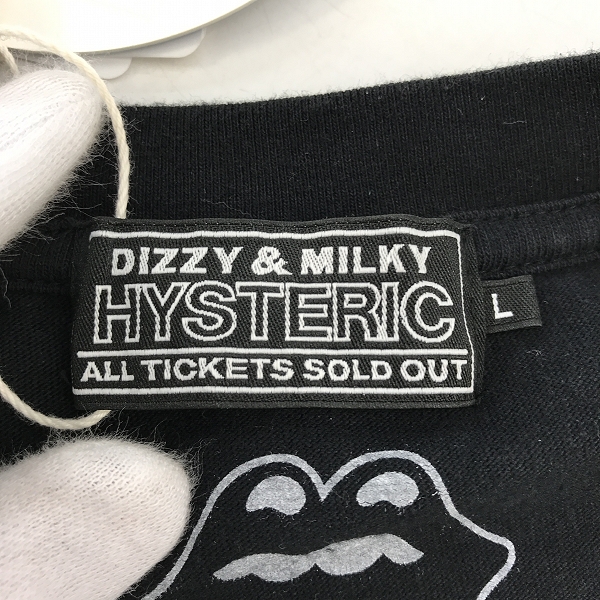 DIZZY & MILKY
HYSTERIC
ALL TICKETS SOLD OUT
L